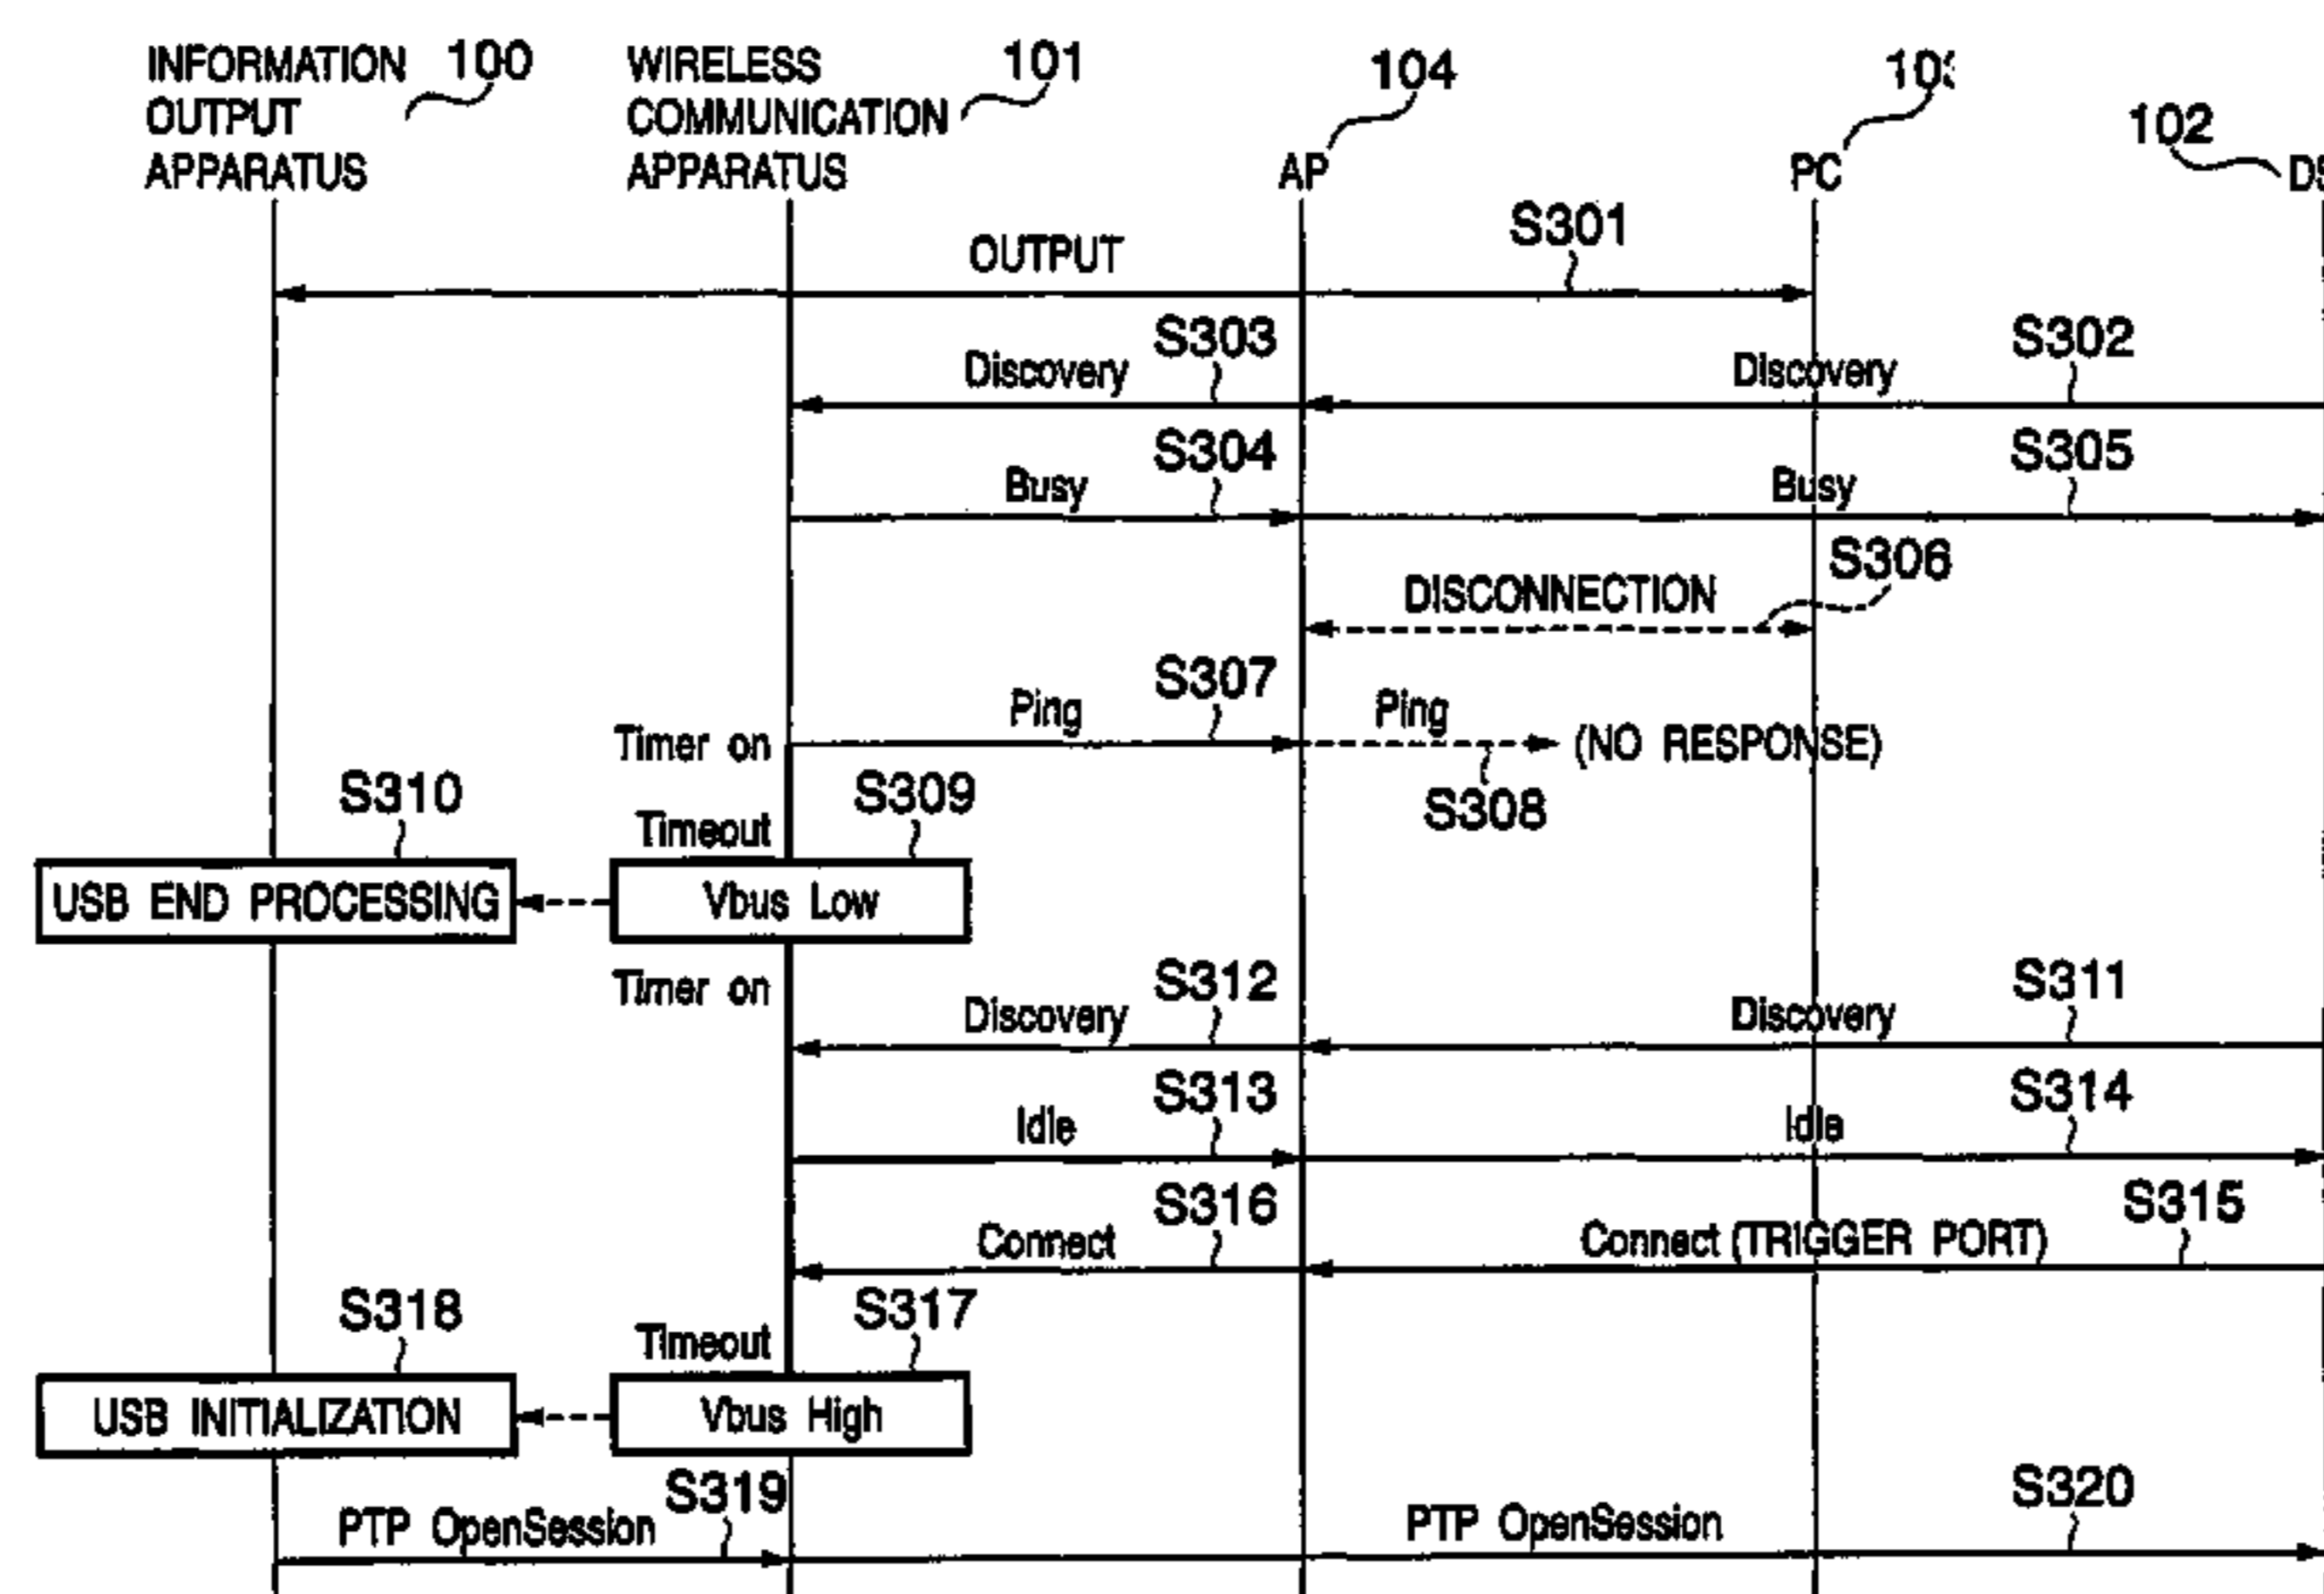 INFORMATION
OUTPUT
APPARATUS
100
WIRELESS
COMMUNICATION
APPARATUS
101
AP
104
PC
102
OUTPUT
S301
Discovery
S303
Discovery
S302
Busy
S304
Busy
S305
DISCONNECTION
S306
Timer on
Ping
S307
Ping
(NO RESPONSE)
S308
S310
Timeout
S309
USB END PROCESSING
Vbus Low
Timer on
Discovery
S312
Discovery
S311
Idle
S313
Idle
S314
Connect
S316
Connect (TRIGGER PORT)
S315
S318
Timeout
S317
USB INITIALIZATION
Vbus High
PTP OpenSession
S319
PTP OpenSession
S320